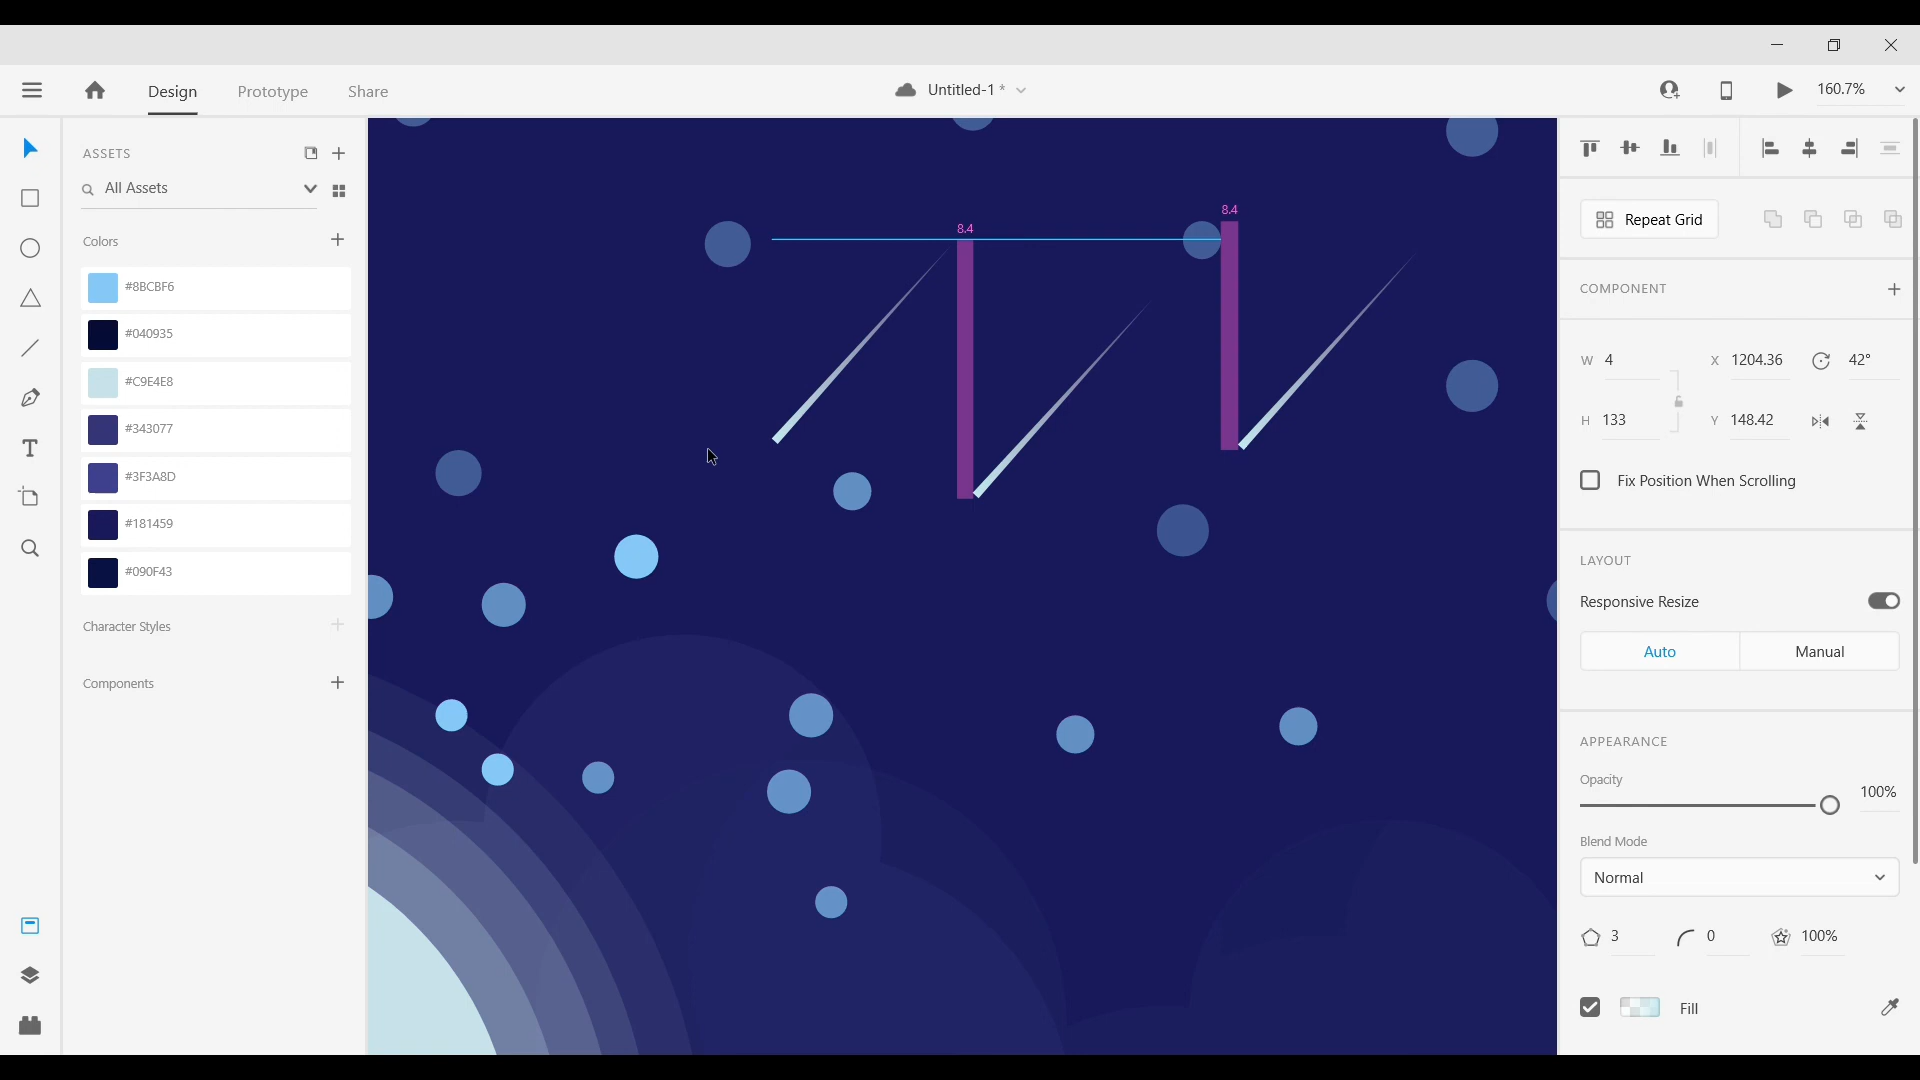 Design
Prototype
Share
Untitled-1 *
160.7%
ASSETS
All Assets
Colors
#8BCBF6
#040935
#C9E4E8
#343077
#3F3A8D
#181459
#090F43
Character Styles
Components
8.4
8.4
Repeat Grid
COMPONENT
W 4
X 1204.36
42°
H 133
Y 148.42
Fix Position When Scrolling
LAYOUT
Responsive Resize
Auto
Manual
APPEARANCE
Opacity
100%
Blend Mode
Normal
3
0
100%
Fill